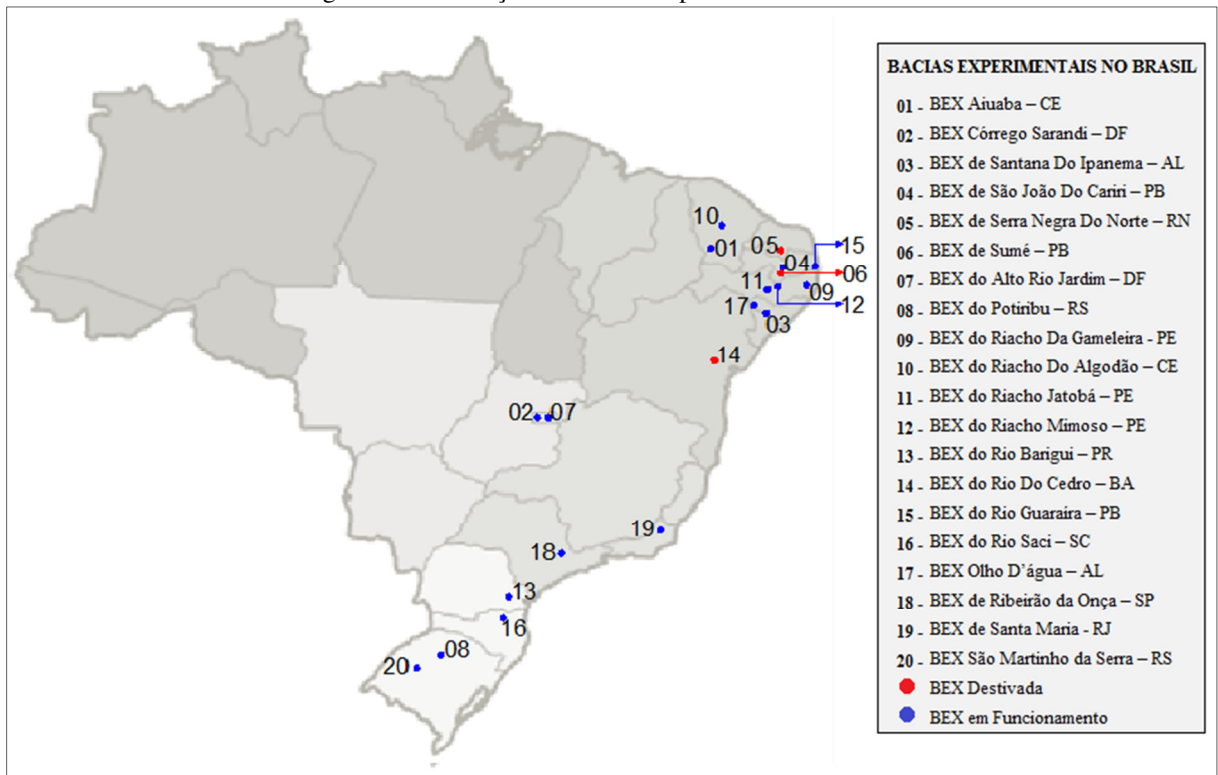 BACIAS EXPERIMENTAIS NO BRASIL
01 - BEX Aiuaba – CE
02 - BEX Córrego Sarandi – DF
03 - BEX de Santana Do Ipanema – AL
04 - BEX de São João Do Cariri – PB
05 - BEX de Serra Negra Do Norte – RN
06 - BEX de Sumé – PB
07 - BEX do Alto Rio Jardim – DF
08 - BEX do Potiribu – RS
09 - BEX do Riacho Da Gameleira - PE
10 - BEX do Riacho Do Algodão – CE
11 - BEX do Riacho Jatobá – PE
12 - BEX do Riacho Mimoso – PE
13 - BEX do Rio Barigui – PR
14 - BEX do Rio Do Cedro – BA
15 - BEX do Rio Guaraíra – PB
16 - BEX do Rio Saci – SC
17 - BEX Olho D'água – AL
18 - BEX de Ribeirão da Onça – SP
19 - BEX de Santa Maria - RJ
20 - BEX São Martinho da Serra – RS
BEX Destivada
BEX em Funcionamento
10
01
05
15
04
06
11
09
12
17
03
14
02
07
19
18
13
16
08
20